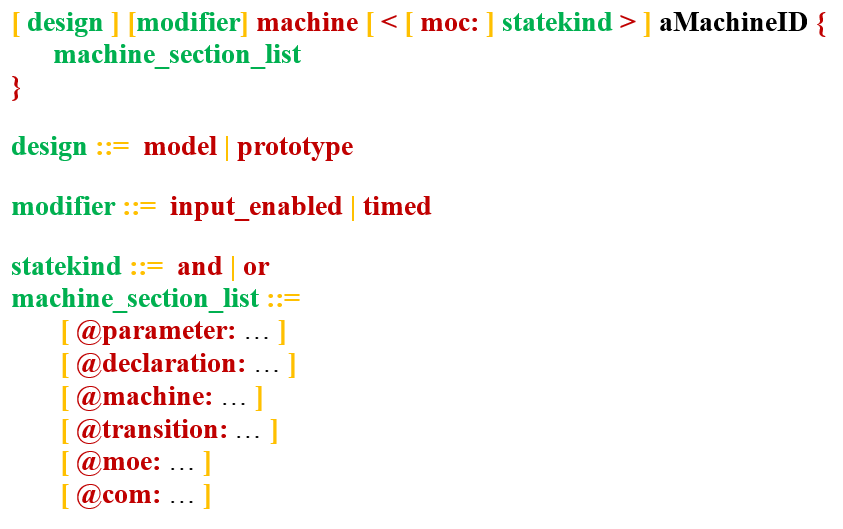 [ design ] [modifier] machine [ < [ moc: ] statekind > ] aMachineID {
machine_section_list
}
design ::= model | prototype
modifier ::= input_enabled | timed
statekind ::= and | or
machine_section_list ::=
[ @parameter: … ]
[ @declaration: … ]
[ @machine: … ]
[ @transition: … ]
[ @moe: … ]
[ @com: … ]